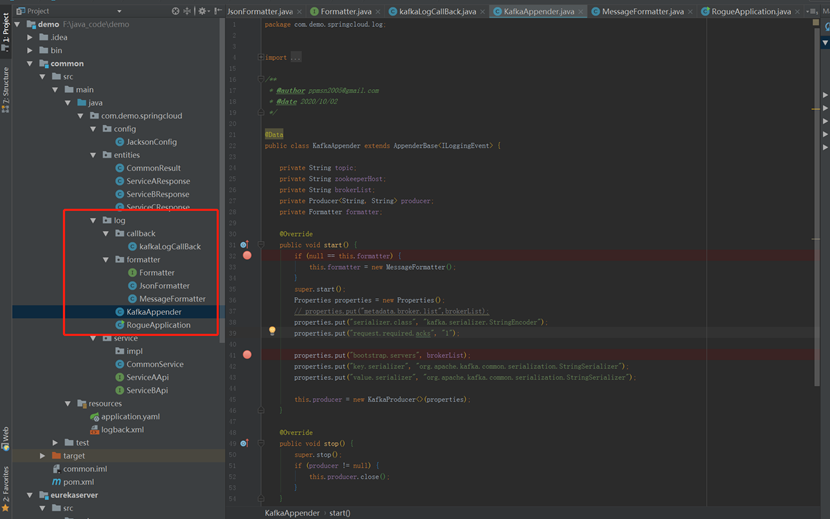 Project
JsonFormatter.java
Formatter.java
kafkaLogCallBack.java
KafkaAppender.java
MessageFormatter.java
RogueApplication.java
1: Project
7: Structure
Web
2: Favorites
demo F:\java_code\demo
.idea
bin
common
src
main
java
com.demo.springcloud
config
JacksonConfig
entities
CommonResult
ServiceAResponse
ServiceBResponse
ServiceCResponse
log
callback
kafkaLogCallBack
formatter
Formatter
JsonFormatter
MessageFormatter
KafkaAppender
RogueApplication
service
impl
CommonService
ServiceAApi
ServiceBApi
resources
application.yaml
logback.xml
test
target
common.iml
pom.xml
eurekaserver
src
package com.demo.springcloud.log;
import ...
/**
* @author ppmsn2005@gmail.com
* @date 2020/10/02
*/
@Data
public class KafkaAppender extends AppenderBase<ILoggingEvent> {
private String topic;
private String zookeeperHost;
private String brokerList;
private Producer<String, String> producer;
private Formatter formatter;
@Override
public void start() {
if (null == this.formatter) {
this.formatter = new MessageFormatter();
}
super.start();
Properties properties = new Properties();
// properties.put("metadata.broker.list",brokerList);
properties.put("serializer.class", "kafka.serializer.StringEncoder");
properties.put("request.required.acks", "1");
properties.put("bootstrap.servers", brokerList);
properties.put("key.serializer", "org.apache.kafka.common.serialization.StringSerializer");
properties.put("value.serializer", "org.apache.kafka.common.serialization.StringSerializer");
this.producer = new KafkaProducer<>(properties);
}
@Override
public void stop() {
super.stop();
if (producer != null) {
this.producer.close();
}
}
KafkaAppender › start()